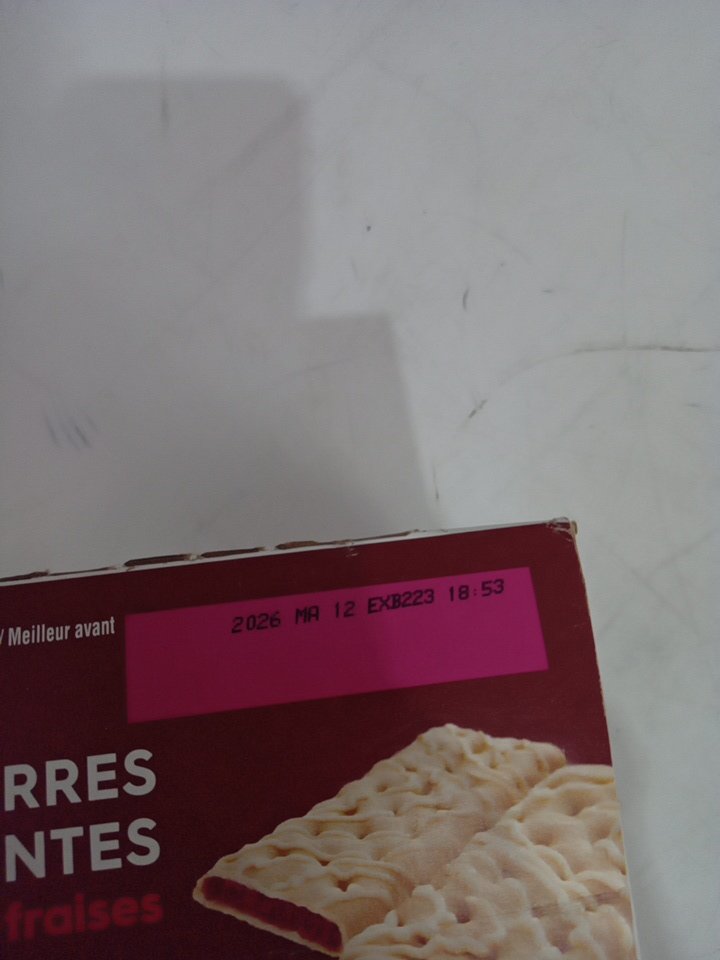 / Meilleur avant
2026 MA 12 EXB223 18:53
RRES
NTES
fraises